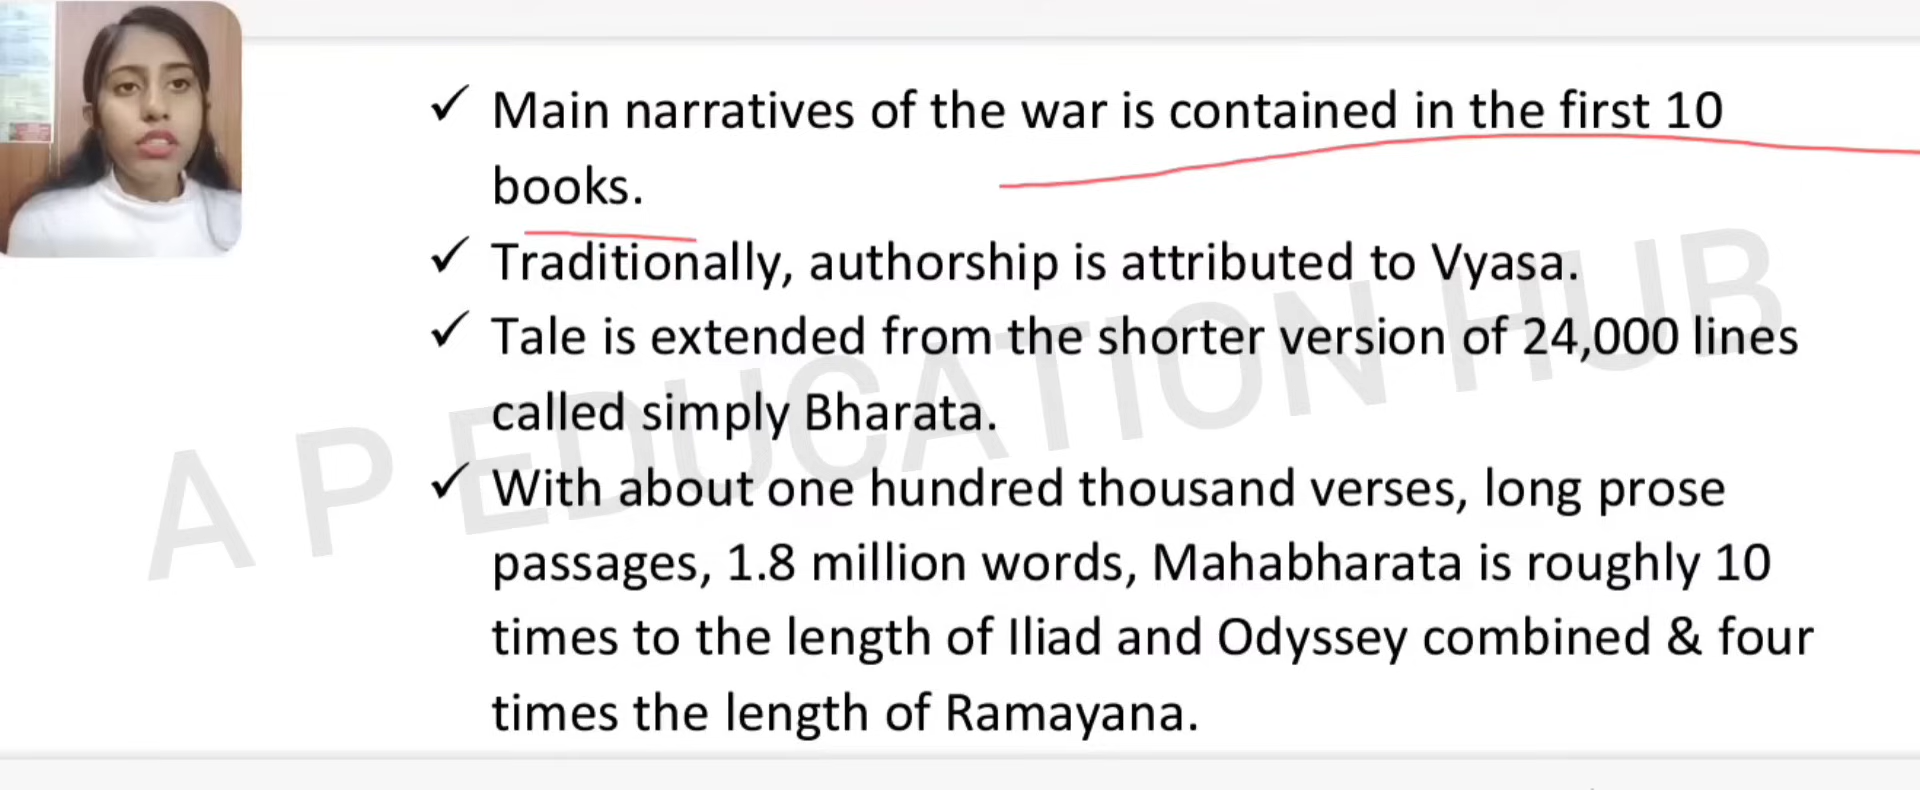 ✓ Main narratives of the war is contained in the first 10
books.
✓ Traditionally, authorship is attributed to Vyasa.
✓ Tale is extended from the shorter version of 24,000 lines
called simply Bharata.
✓ With about one hundred thousand verses, long prose
passages, 1.8 million words, Mahabharata is roughly 10
times to the length of Iliad and Odyssey combined & four
times the length of Ramayana.
A P EDUCATION HUB